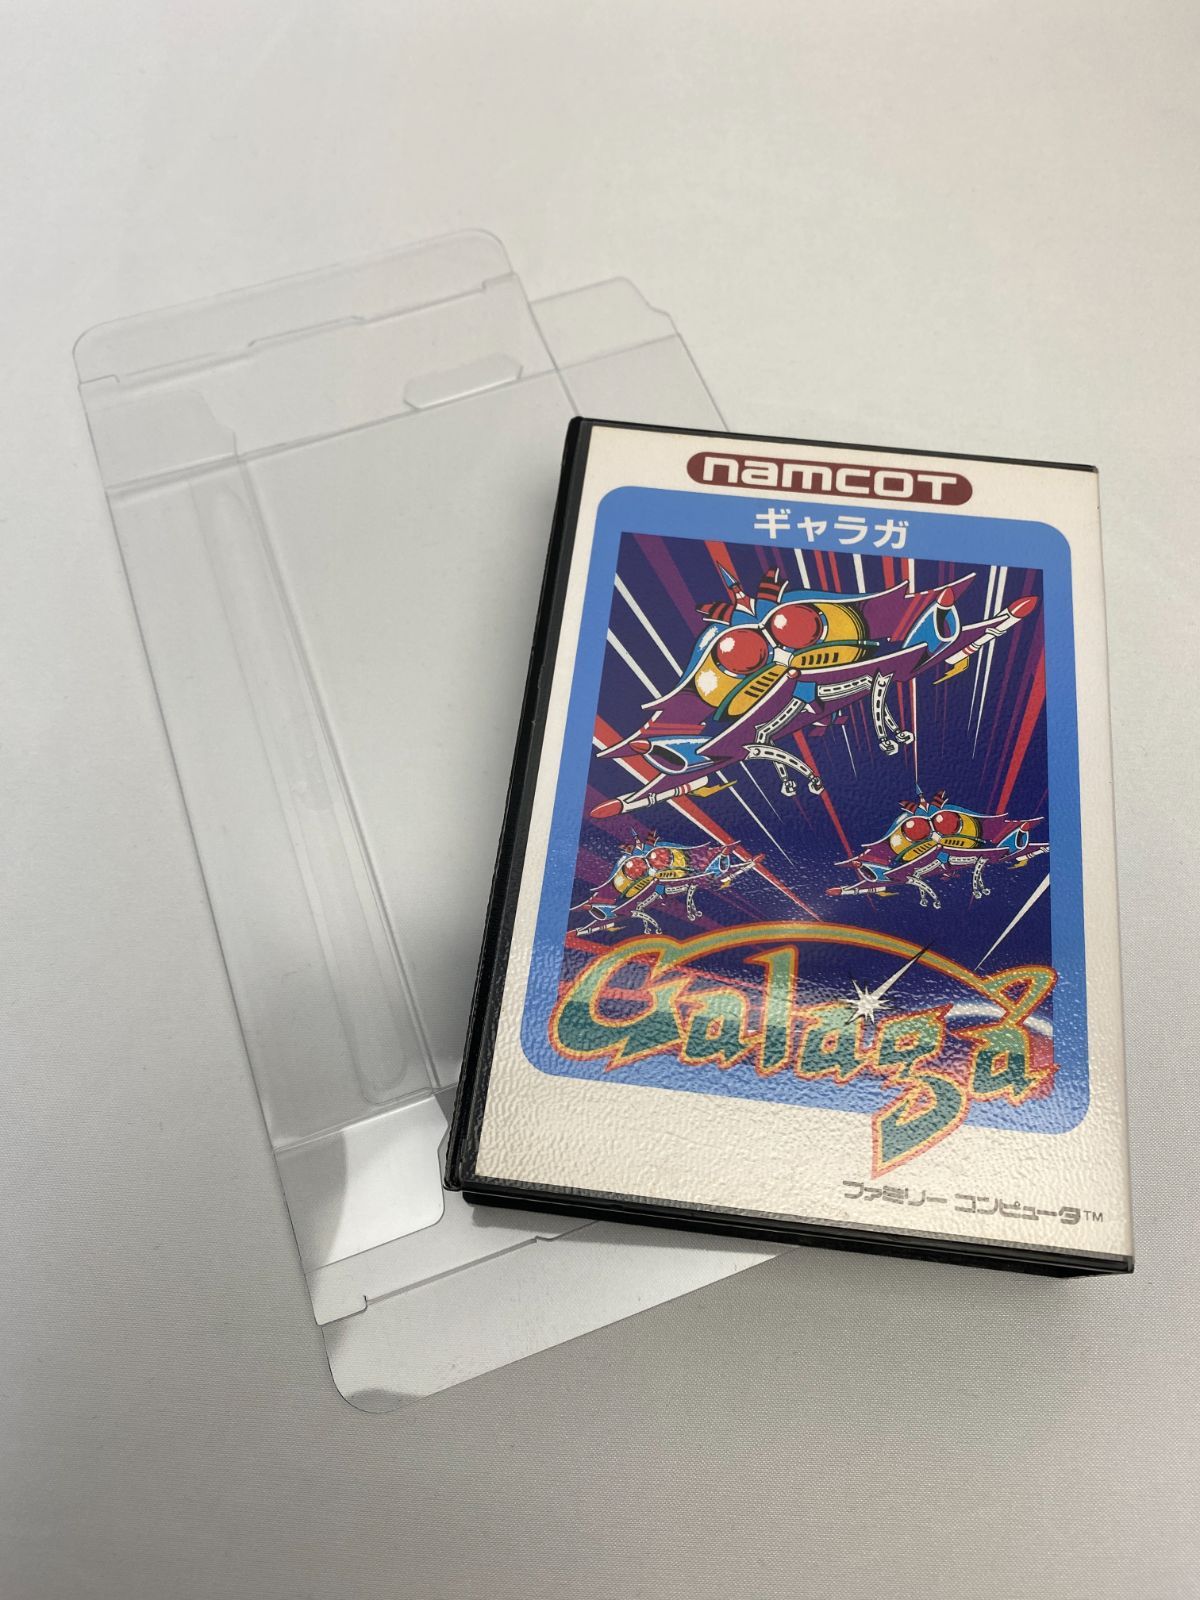 namcot
ギャラガ
Galaga
ファミリー コンピュータ™